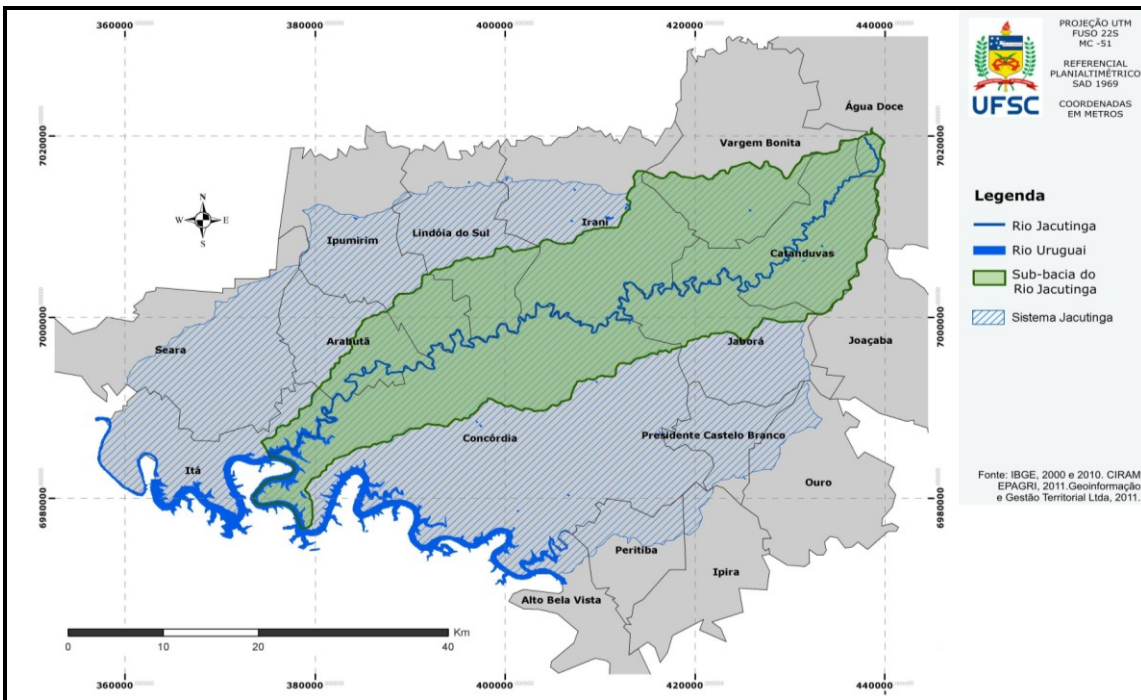 360000
380000
400000
420000
440000
PROJEÇÃO UTM
FUSO 22S
MC -51
REFERENCIAL
PLANIALTIMÉTRICO
SAD 1969
COORDENADAS
EM METROS
UFSC
Água Doce
7020000
7020000
Vargem Bonita
N
W
E
S
Irani
Ipumirim
Lindóia do Sul
Catanduvas
Legenda
Rio Jacutinga
Rio Uruguai
Sub-bacia do
Rio Jacutinga
Sistema Jacutinga
7000000
7000000
Seara
Arabutã
Jaborá
Joaçaba
Concórdia
Presidente Castelo Branco
Itá
Ouro
6980000
6980000
Fonte: IBGE, 2000 e 2010. CIRAM
EPAGRI, 2011.Geoinformação
e Gestão Territorial Ltda, 2011.
Peritiba
Ipira
Alto Bela Vista
Km
0
10
20
40
360000
380000
400000
420000
440000